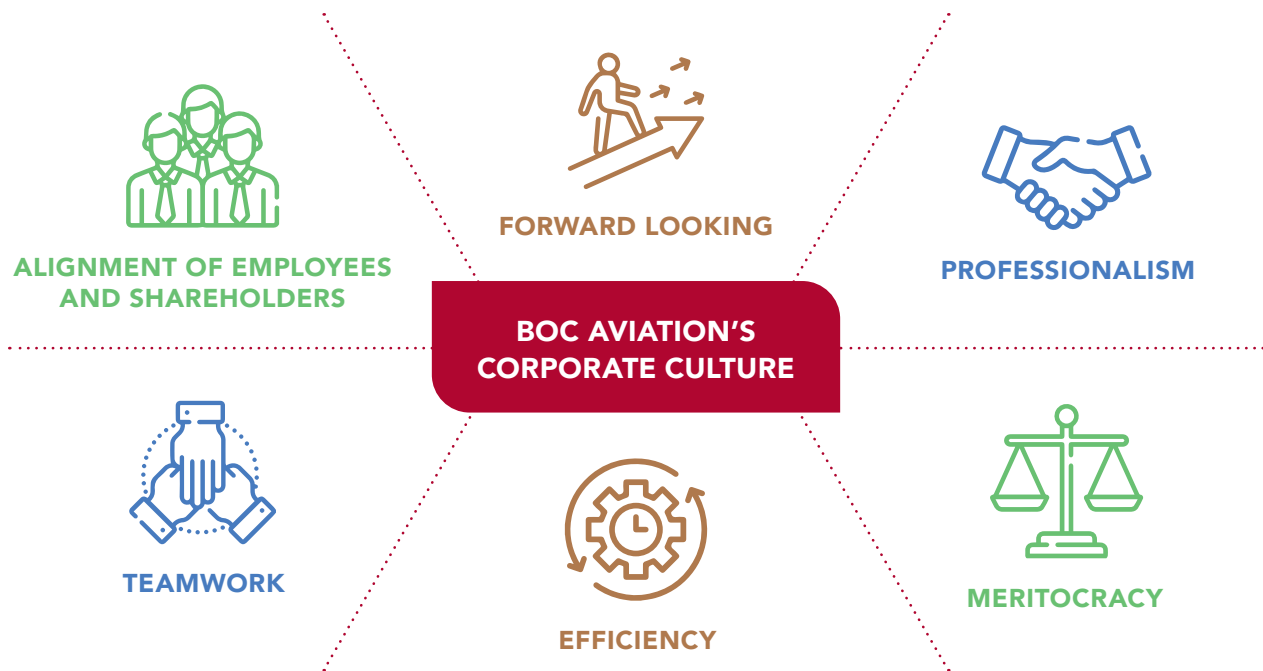 FORWARD LOOKING
ALIGNMENT OF EMPLOYEES
AND SHAREHOLDERS
PROFESSIONALISM
BOC AVIATION’S
CORPORATE CULTURE
TEAMWORK
EFFICIENCY
MERITOCRACY